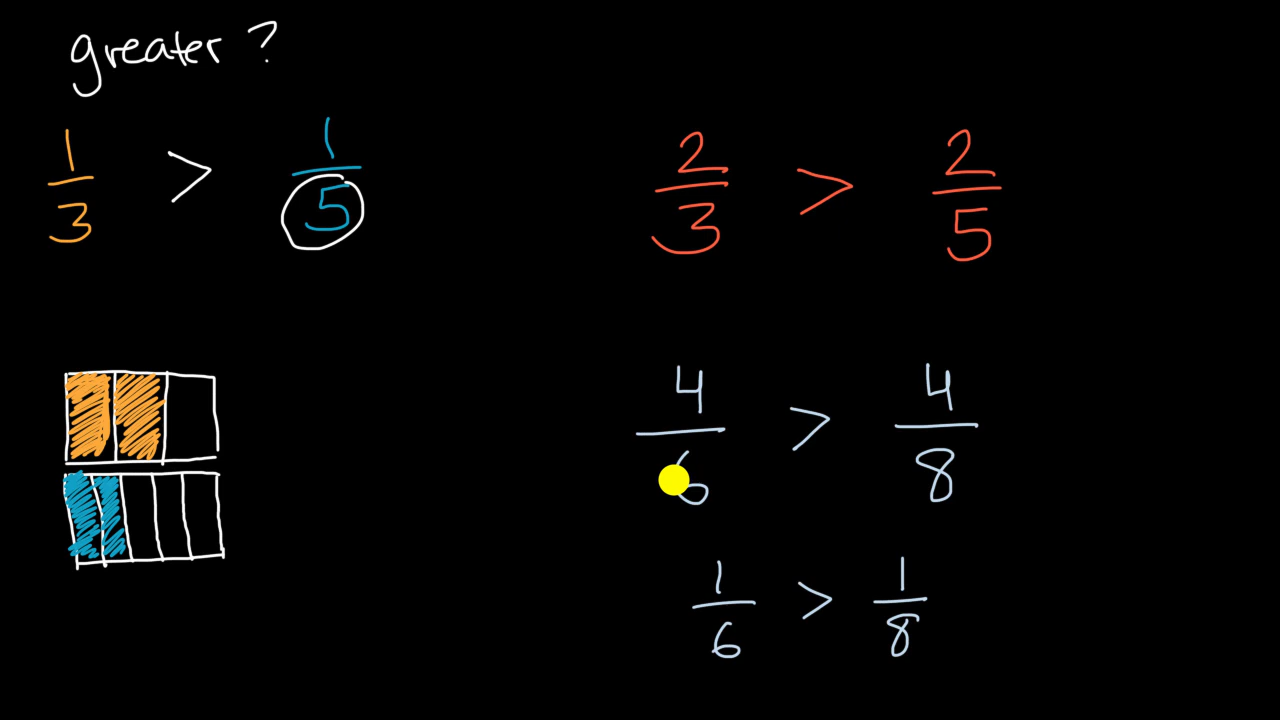 greater ?
1/3 > 1/5
2/3 > 2/5
4/6 > 4/8
1/6 > 1/8